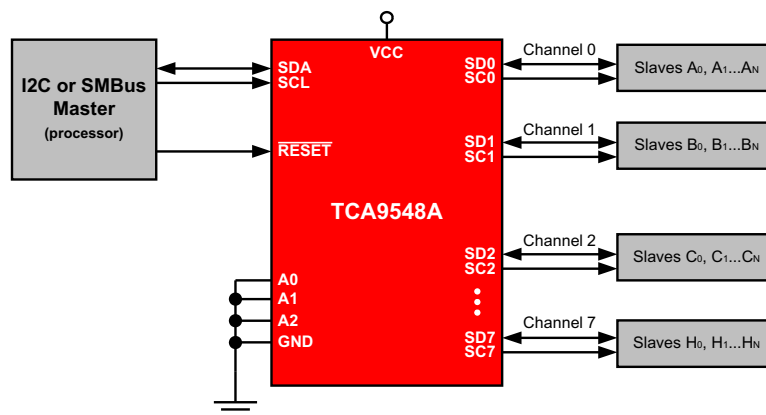 VCC
I2C or SMBus
Master
(processor)
SDA
SCL
RESET
TCA9548A
A0
A1
A2
GND
SD0
SC0
Channel 0
Slaves A0, A1...AN
SD1
SC1
Channel 1
Slaves B0, B1...BN
SD2
SC2
Channel 2
Slaves C0, C1...CN
SD7
SC7
Channel 7
Slaves H0, H1...HN